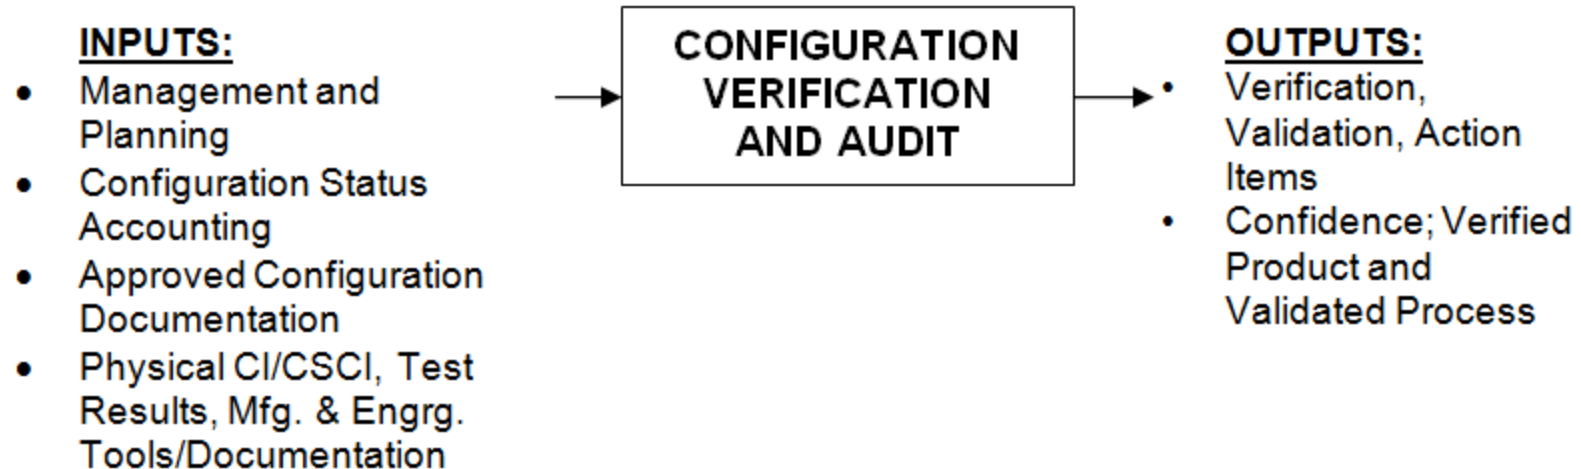 INPUTS:
• Management and
Planning
• Configuration Status
Accounting
• Approved Configuration
Documentation
• Physical CI/CSCI, Test
Results, Mfg. & Engrg.
Tools/Documentation
CONFIGURATION
VERIFICATION
AND AUDIT
OUTPUTS:
• Verification,
Validation, Action
Items
• Confidence; Verified
Product and
Validated Process